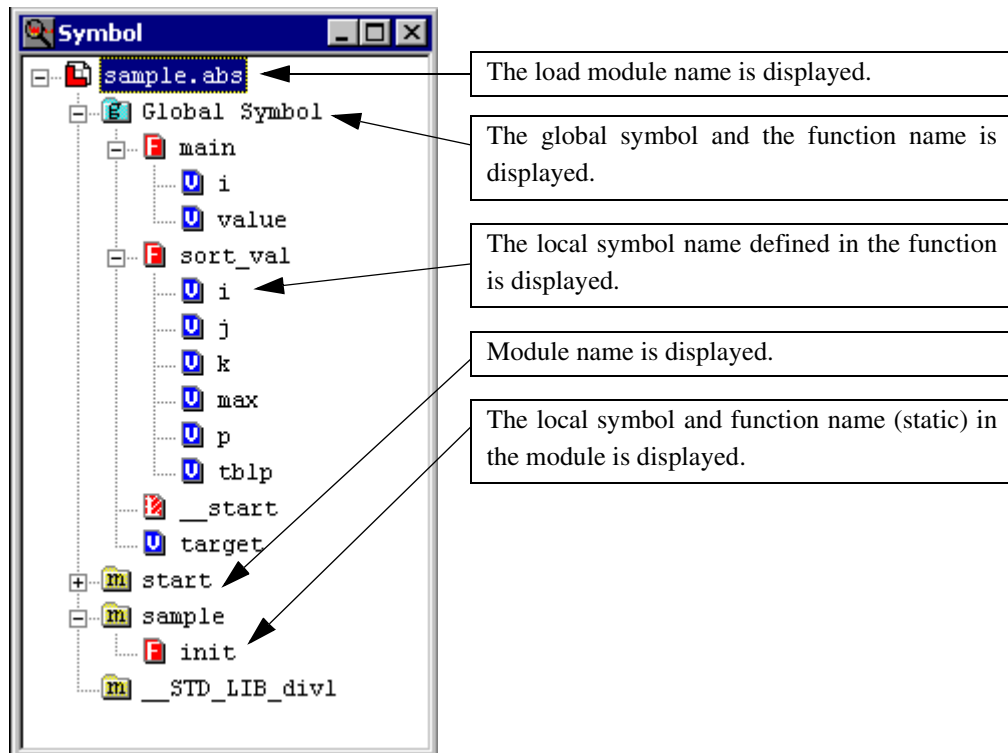 Symbol
sample.abs
Global Symbol
main
i
value
sort_val
i
j
k
max
p
tblp
__start
target
start
sample
init
__STD_LIB_divl
The load module name is displayed.
The global symbol and the function name is
displayed.
The local symbol name defined in the function
is displayed.
Module name is displayed.
The local symbol and function name (static) in
the module is displayed.